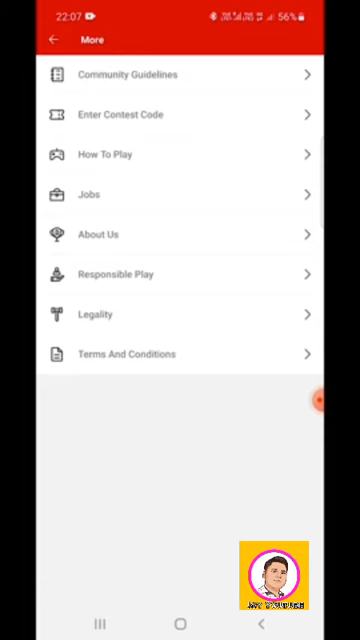 22:07 56%
More
Community Guidelines
Enter Contest Code
How To Play
Jobs
About Us
Responsible Play
Legality
Terms And Conditions